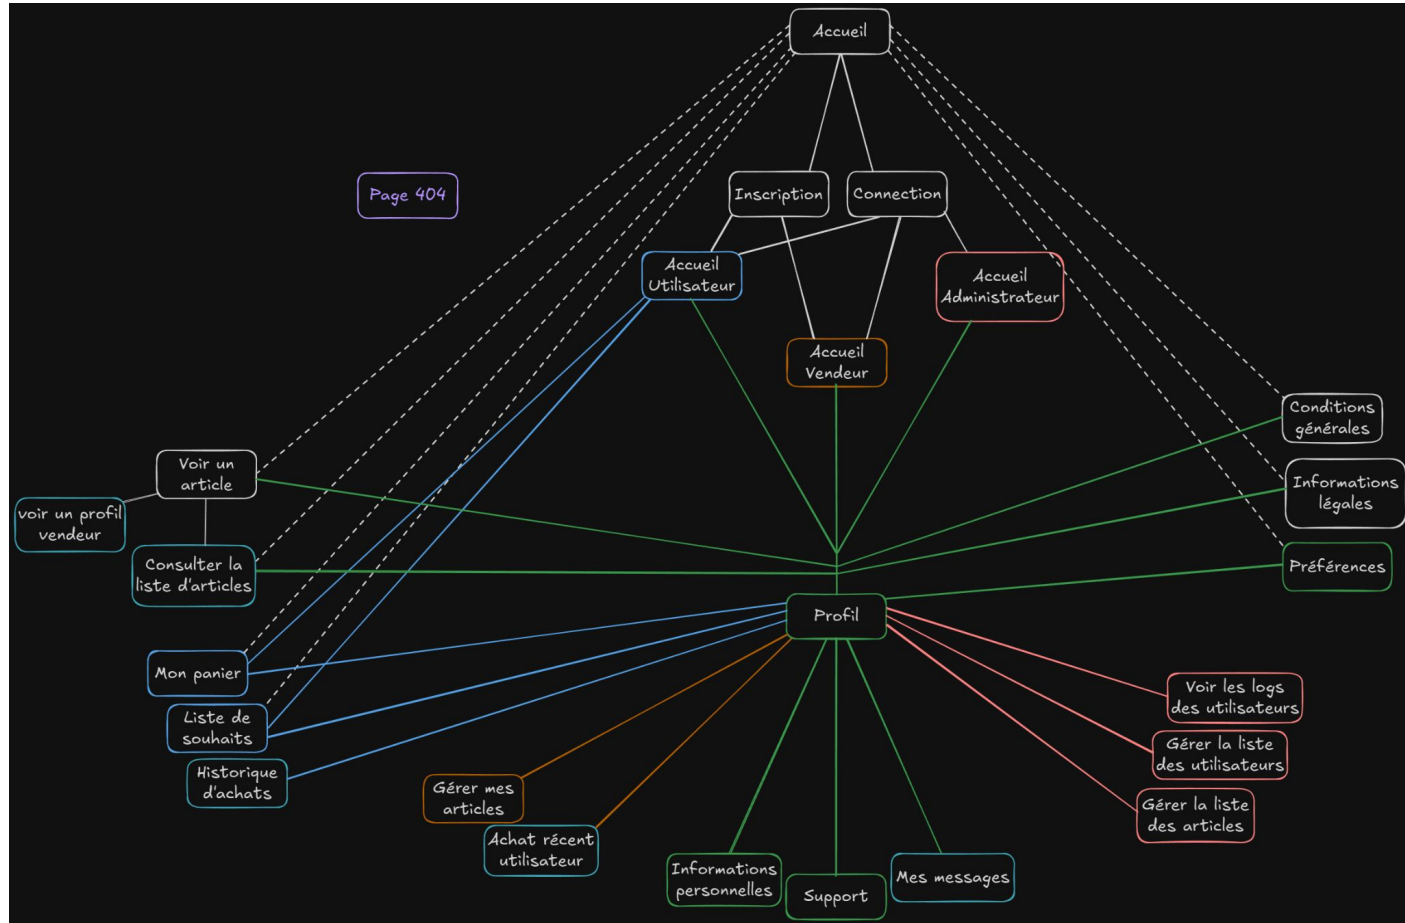 Accueil
Page 404
Inscription
Connection
Accueil
Utilisateur
Accueil
Administrateur
Accueil
Vendeur
Conditions
générales
Voir un
article
Informations
légales
voir un profil
vendeur
Consulter la
liste d'articles
Préférences
Profil
Mon panier
Voir les logs
des utilisateurs
Liste de
souhaits
Gérer la liste
des utilisateurs
Historique
d'achats
Gérer mes
articles
Gérer la liste
des articles
Achat récent
utilisateur
Informations
personnelles
Support
Mes messages